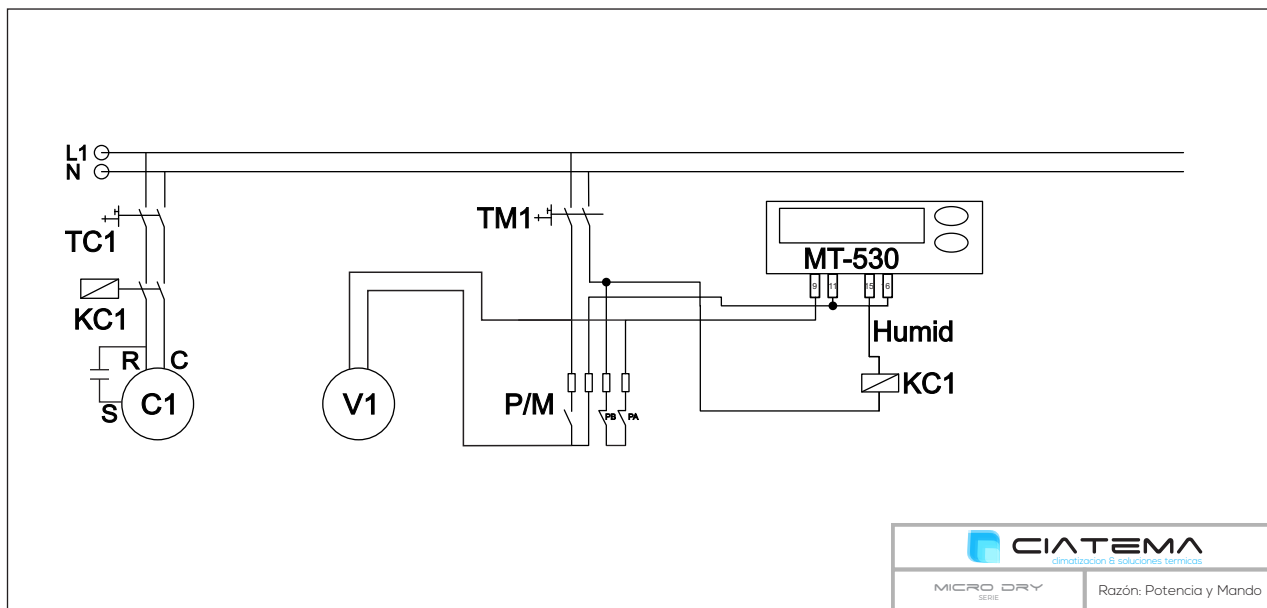 L1
N
TC1
TM1
MT-530
9 11 15 16
KC1
Humid
R C
KC1
S C1
V1
P/M
PB PA
CIATEMA
climatizacion & soluciones termicas
MICRO DRY
SERIE
Razón: Potencia y Mando